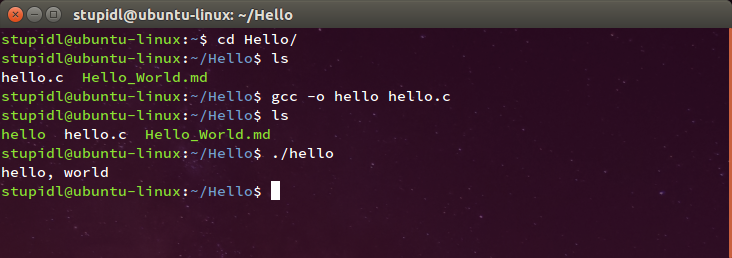 stupidl@ubuntu-linux: ~/Hello
stupidl@ubuntu-linux:~$ cd Hello/
stupidl@ubuntu-linux:~/Hello$ ls
hello.c  Hello_World.md
stupidl@ubuntu-linux:~/Hello$ gcc -o hello hello.c
stupidl@ubuntu-linux:~/Hello$ ls
hello  hello.c  Hello_World.md
stupidl@ubuntu-linux:~/Hello$ ./hello
hello, world
stupidl@ubuntu-linux:~/Hello$